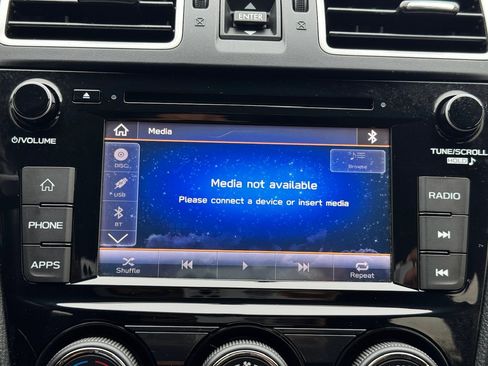 ENTER
Media
DISC
Browse
USB
Media not available
Please connect a device or insert media
BT
Shuffle
Repeat
⏻/VOLUME
TUNE/SCROLL
HOLD
PHONE
APPS
RADIO